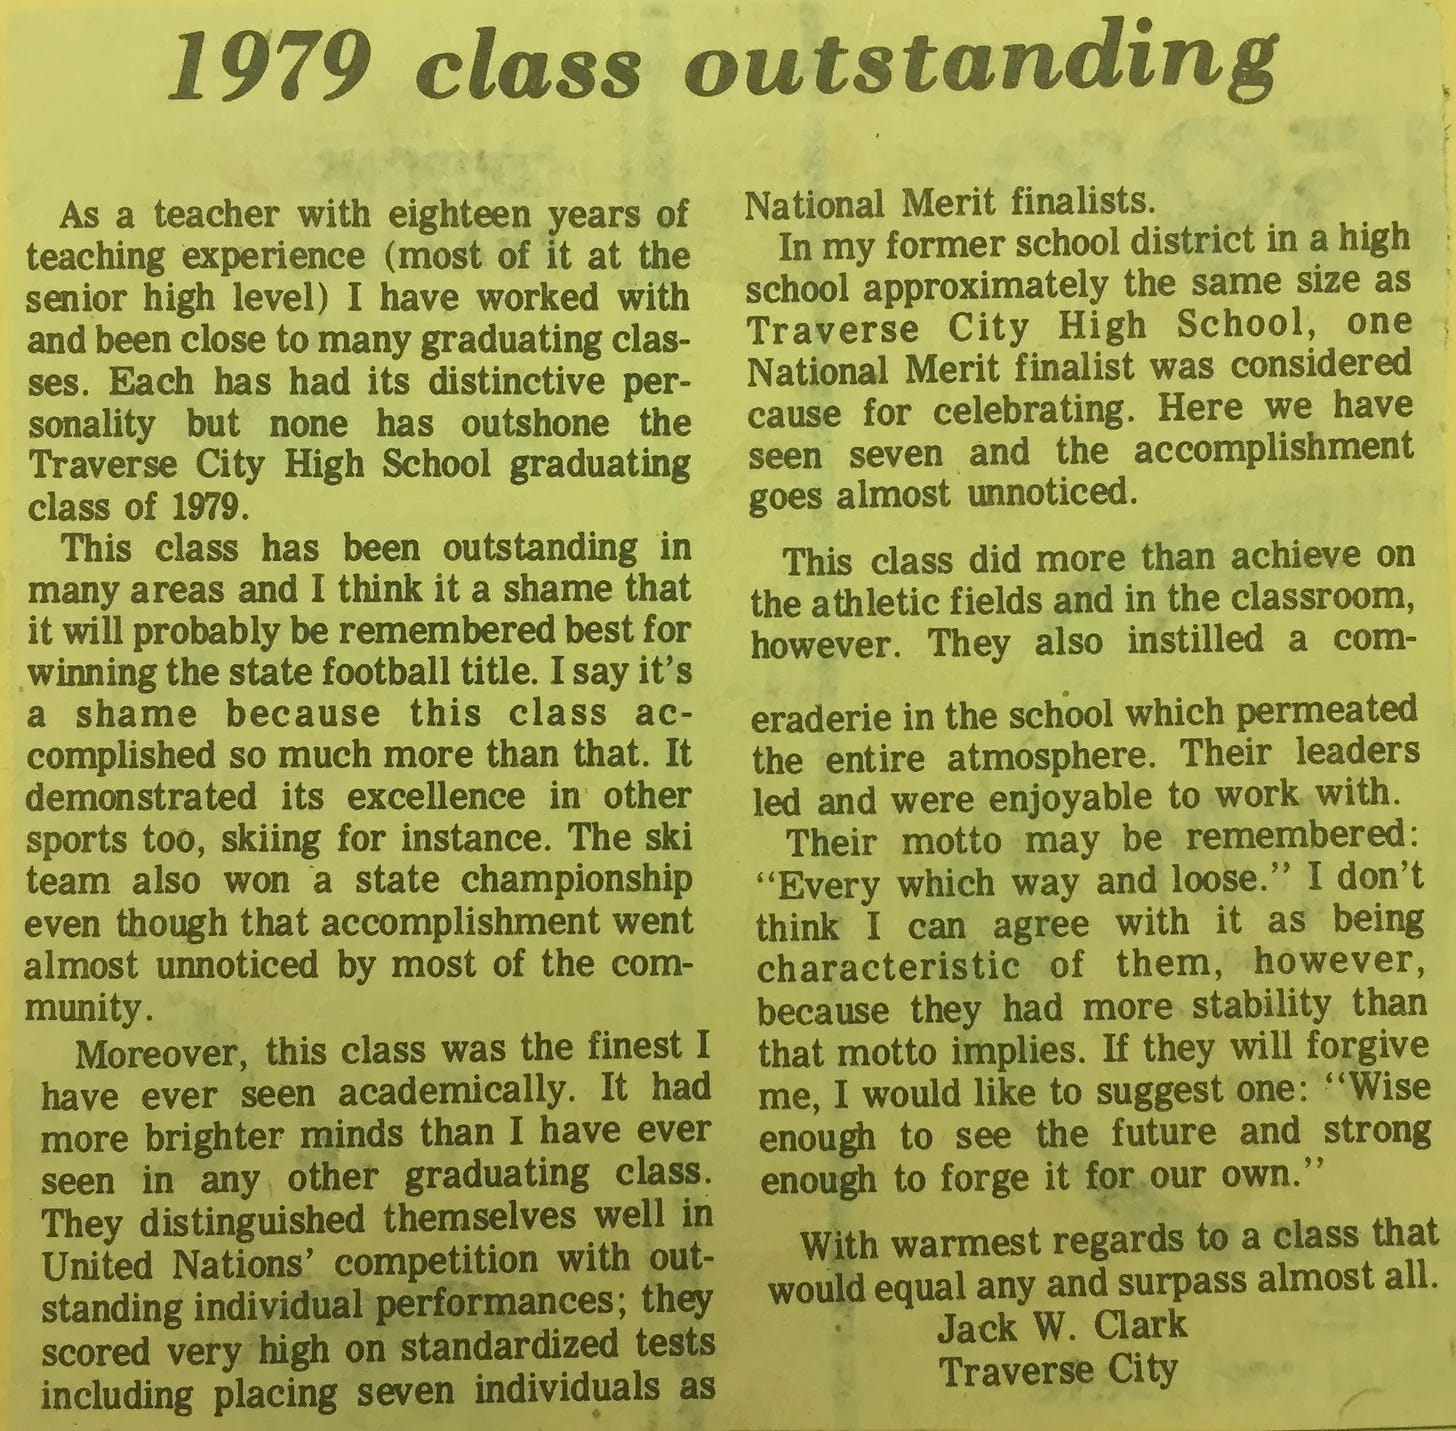 1979 class outstanding
As a teacher with eighteen years of
teaching experience (most of it at the
senior high level) I have worked with
and been close to many graduating clas-
ses. Each has had its distinctive per-
sonality but none has outshone the
Traverse City High School graduating
class of 1979.
This class has been outstanding in
many areas and I think it a shame that
it will probably be remembered best for
winning the state football title. I say it's
a shame because this class ac-
complished so much more than that. It
demonstrated its excellence in other
sports too, skiing for instance. The ski
team also won a state championship
even though that accomplishment went
almost unnoticed by most of the com-
munity.
Moreover, this class was the finest I
have ever seen academically. It had
more brighter minds than I have ever
seen in any other graduating class.
They distinguished themselves well in
United Nations' competition with out-
standing individual performances; they
scored very high on standardized tests
including placing seven individuals as
National Merit finalists.
In my former school district in a high
school approximately the same size as
Traverse City High School, one
National Merit finalist was considered
cause for celebrating. Here we have
seen seven and the accomplishment
goes almost unnoticed.
This class did more than achieve on
the athletic fields and in the classroom,
however. They also instilled a com-
eraderie in the school which permeated
the entire atmosphere. Their leaders
led and were enjoyable to work with.
Their motto may be remembered:
"Every which way and loose." I don't
think I can agree with it as being
characteristic of them, however,
because they had more stability than
that motto implies. If they will forgive
me, I would like to suggest one: "Wise
enough to see the future and strong
enough to forge it for our own."
With warmest regards to a class that
would equal any and surpass almost all.
Jack W. Clark
Traverse City